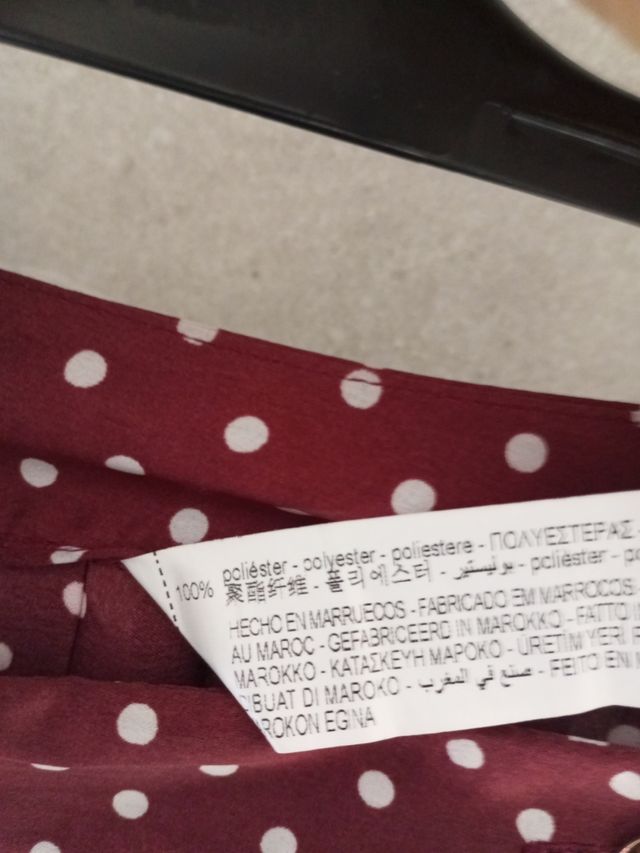 100% poliéster - polyester - poliestere - ΠΟΛΥΕΣΤΕΡΑΣ -
聚酯纤维 - 폴리에스터 - بوليستير - poliéster -
HECHO EN MARRUECOS - FABRICADO EM MARROCOS
AU MAROC - GEFABRICEERD IN MAROKKO - FATTO
MAROKKO - ΚΑΤΑΣΚΕΥΗ ΜΑΡΟΚΟ - ÜRETIM YERI
DIBUAT DI MAROKO - صنع في المغرب - FEITO EN
MAROKON EGINA